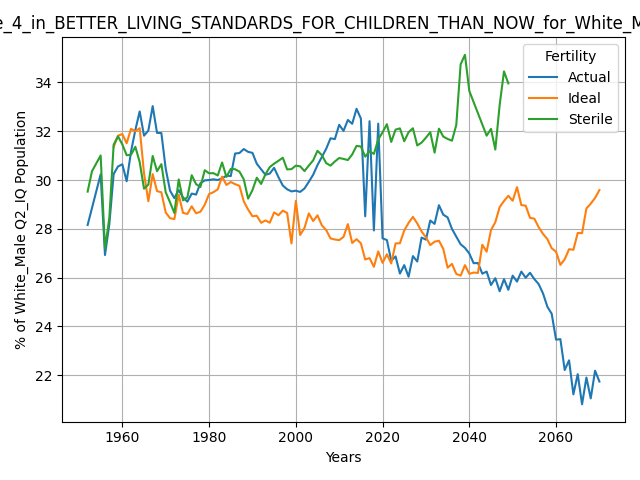 _4_in_BETTER_LIVING_STANDARDS_FOR_CHILDREN_THAN_NOW_for_White_M
Fertility
Actual
Ideal
Sterile
% of White_Male Q2_IQ Population
34
32
30
28
26
24
22
1960
1980
2000
2020
2040
2060
Years